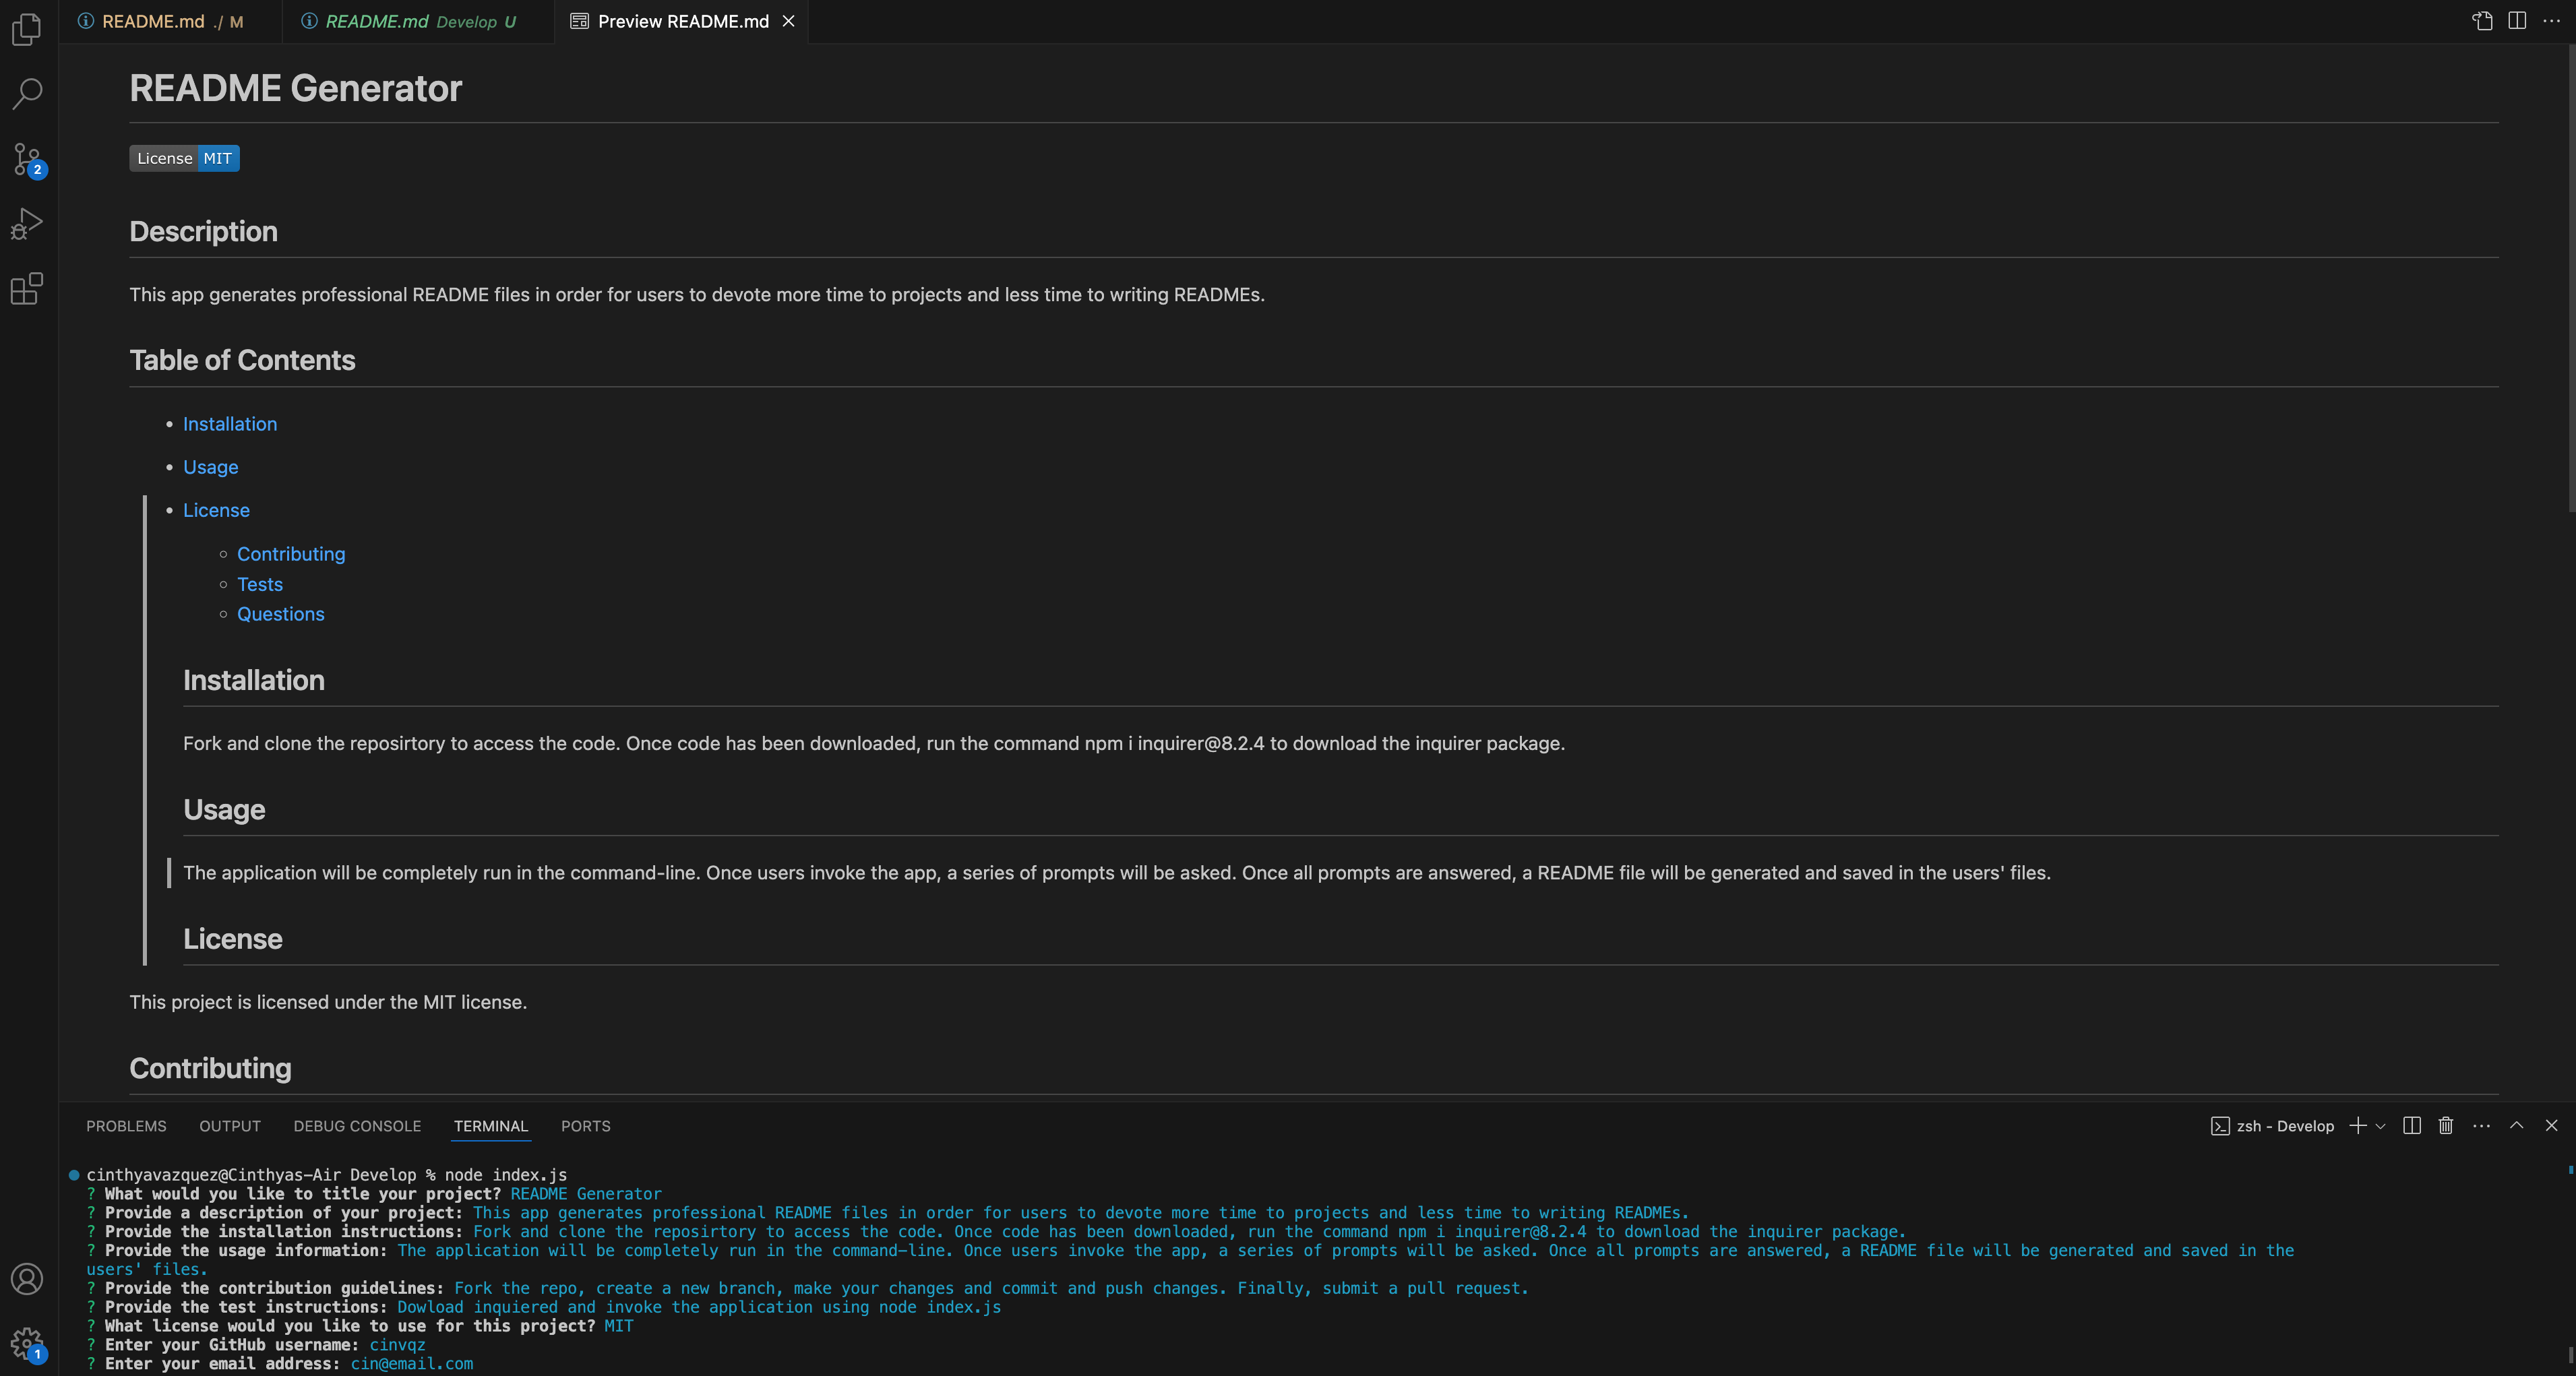 README.md ./ M
README.md Develop U
Preview README.md
README Generator
License MIT
Description
This app generates professional README files in order for users to devote more time to projects and less time to writing READMEs.
Table of Contents
Installation
Usage
License
Contributing
Tests
Questions
Installation
Fork and clone the reposirtory to access the code. Once code has been downloaded, run the command npm i inquirer@8.2.4 to download the inquirer package.
Usage
The application will be completely run in the command-line. Once users invoke the app, a series of prompts will be asked. Once all prompts are answered, a README file will be generated and saved in the users' files.
License
This project is licensed under the MIT license.
Contributing
2
1
PROBLEMS OUTPUT DEBUG CONSOLE TERMINAL PORTS
zsh - Develop
cinthyavazquez@Cinthyas-Air Develop % node index.js
? What would you like to title your project? README Generator
? Provide a description of your project: This app generates professional README files in order for users to devote more time to projects and less time to writing READMEs.
? Provide the installation instructions: Fork and clone the reposirtory to access the code. Once code has been downloaded, run the command npm i inquirer@8.2.4 to download the inquirer package.
? Provide the usage information: The application will be completely run in the command-line. Once users invoke the app, a series of prompts will be asked. Once all prompts are answered, a README file will be generated and saved in the
users' files.
? Provide the contribution guidelines: Fork the repo, create a new branch, make your changes and commit and push changes. Finally, submit a pull request.
? Provide the test instructions: Dowload inquiered and invoke the application using node index.js
? What license would you like to use for this project? MIT
? Enter your GitHub username: cinvqz
? Enter your email address: cin@email.com